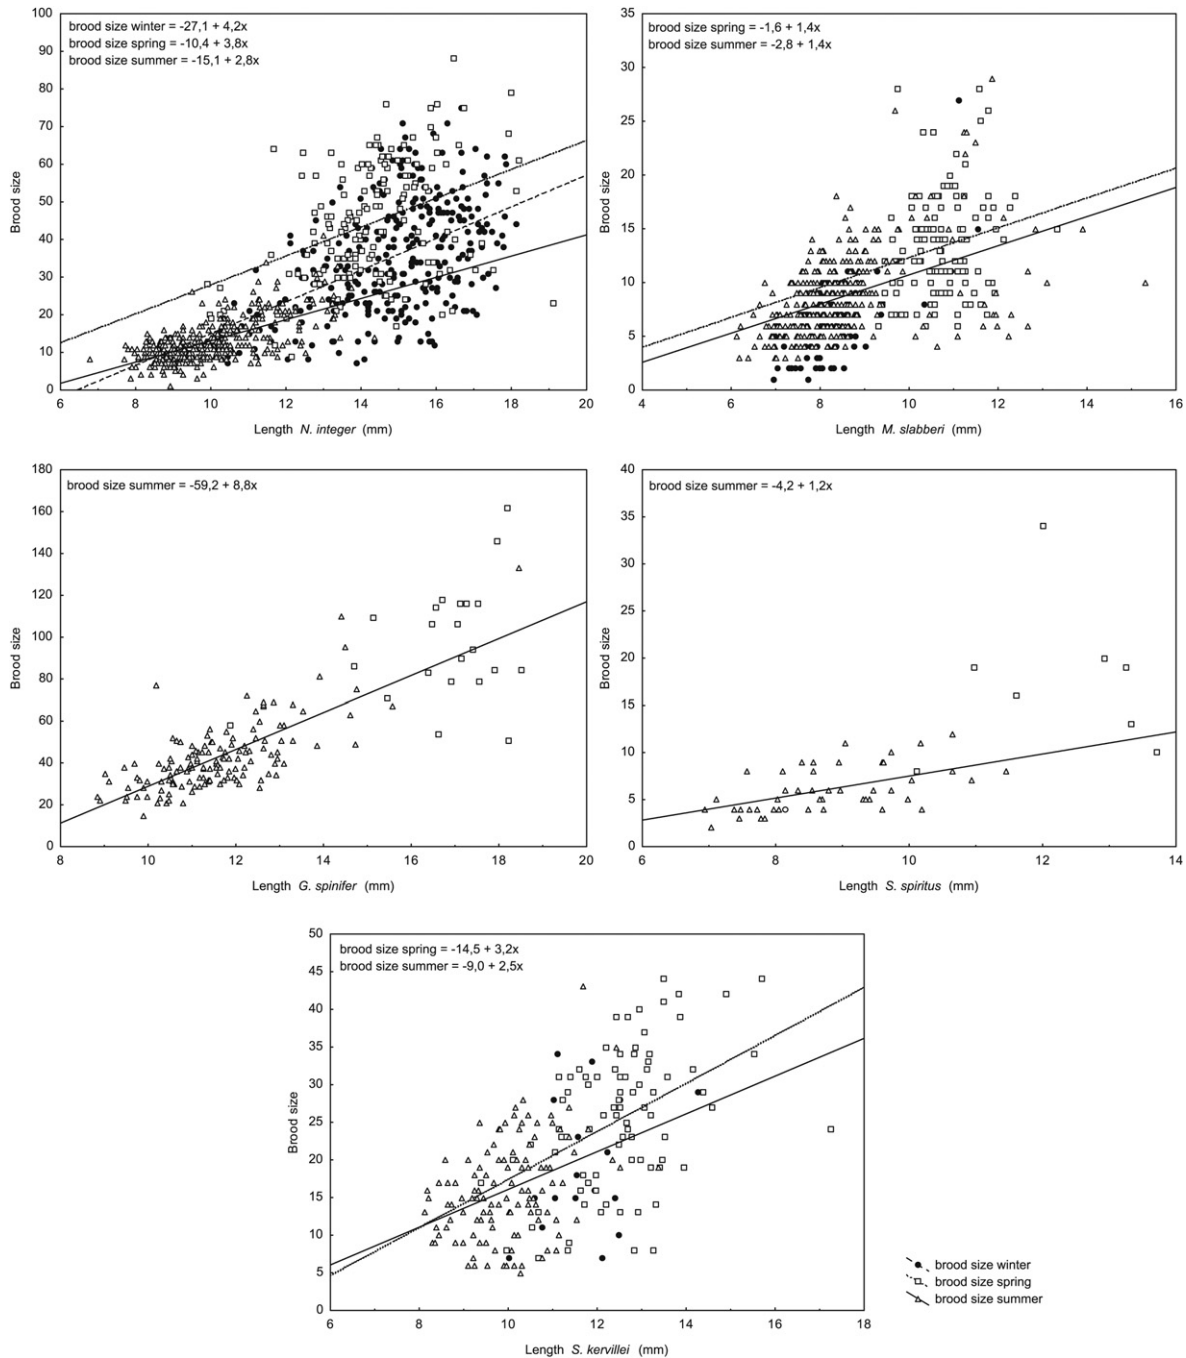 brood size winter = -27,1 + 4,2x
brood size spring = -10,4 + 3,8x
brood size summer = -15,1 + 2,8x
100
90
80
70
60
50
40
30
20
10
0
Brood size
6 8 10 12 14 16 18 20
Length N. integer (mm)
brood size spring = -1,6 + 1,4x
brood size summer = -2,8 + 1,4x
35
30
25
20
15
10
5
0
Brood size
4 6 8 10 12 14 16
Length M. slabberi (mm)
brood size summer = -59,2 + 8,8x
180
160
140
120
100
80
60
40
20
0
Brood size
8 10 12 14 16 18 20
Length G. spinifer (mm)
brood size summer = -4,2 + 1,2x
40
35
30
25
20
15
10
5
0
Brood size
6 8 10 12 14
Length S. spiritus (mm)
brood size spring = -14,5 + 3,2x
brood size summer = -9,0 + 2,5x
50
45
40
35
30
25
20
15
10
5
0
Brood size
6 8 10 12 14 16 18
Length S. kervillei (mm)
brood size winter
brood size spring
brood size summer